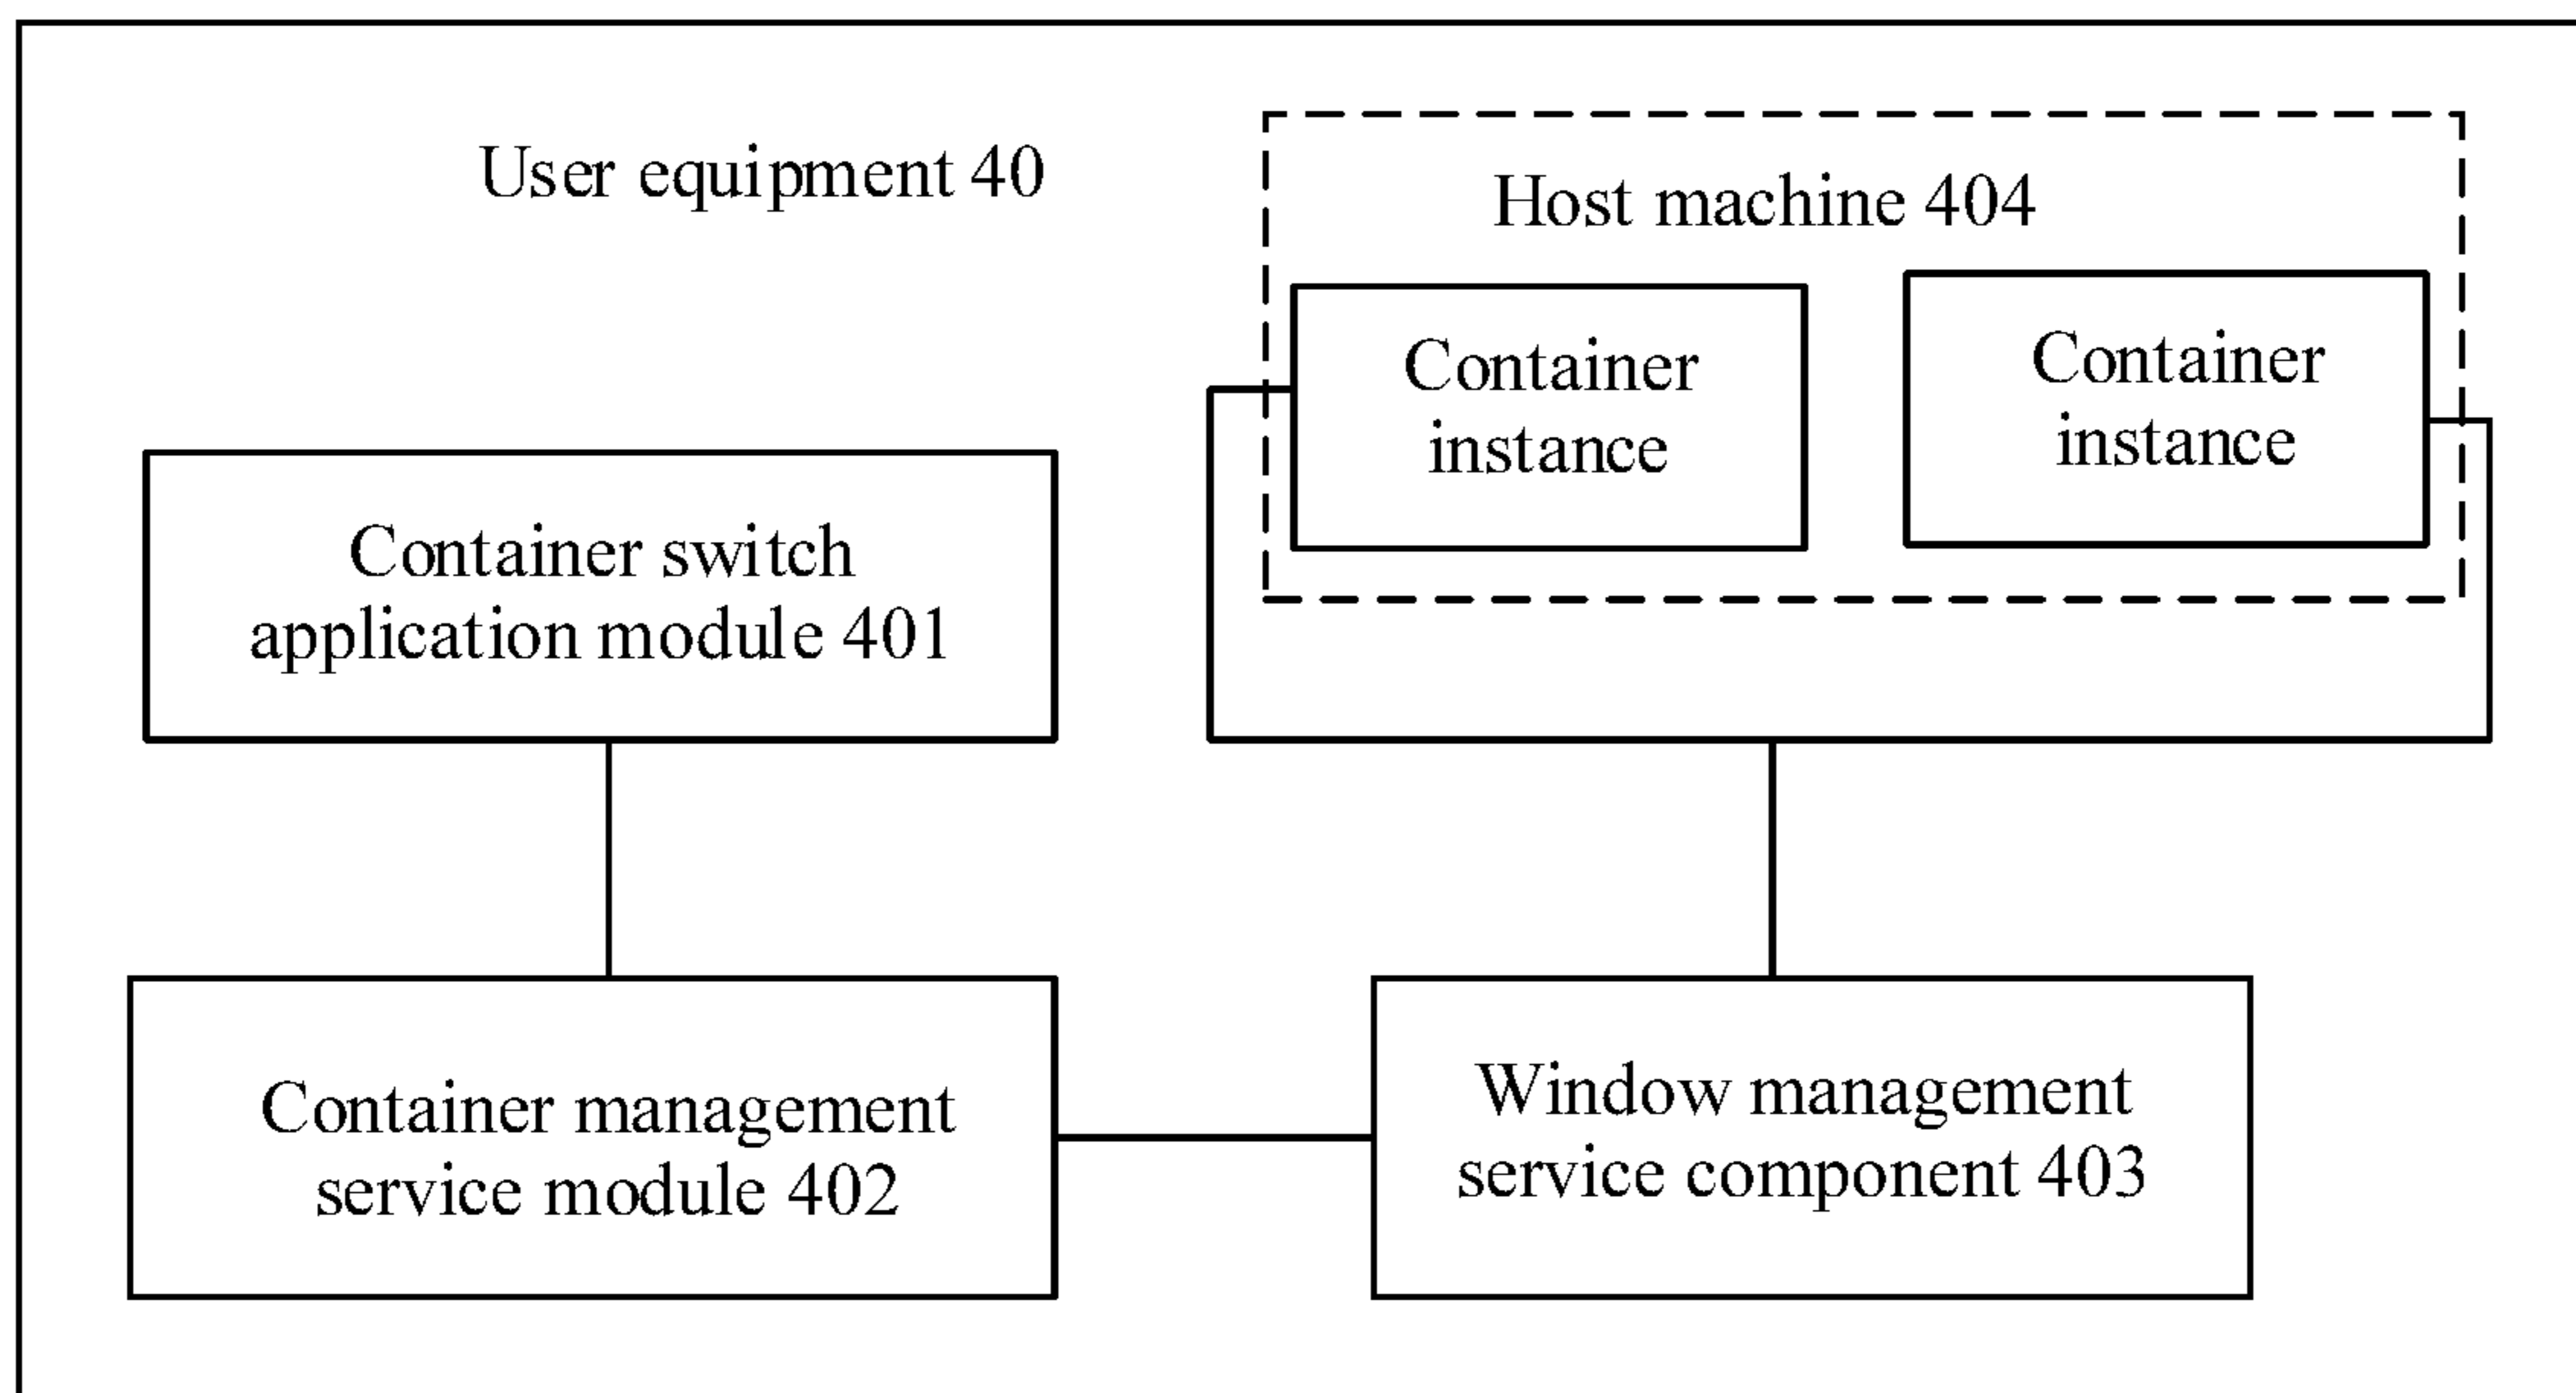 User equipment 40
Host machine 404
Container
instance
Container
instance
Container switch
application module 401
Container management
service module 402
Window management
service component 403